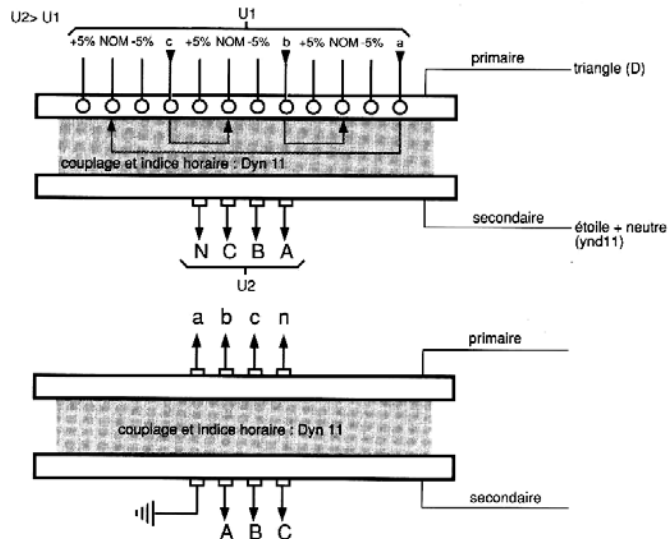 U2> U1
U1
+5% NOM -5% c +5% NOM -5% b +5% NOM -5% a
primaire
triangle (D)
couplage et indice horaire : Dyn 11
secondaire
étoile + neutre
(ynd11)
N C B A
U2
a b c n
primaire
couplage et indice horaire : Dyn 11
secondaire
A B C